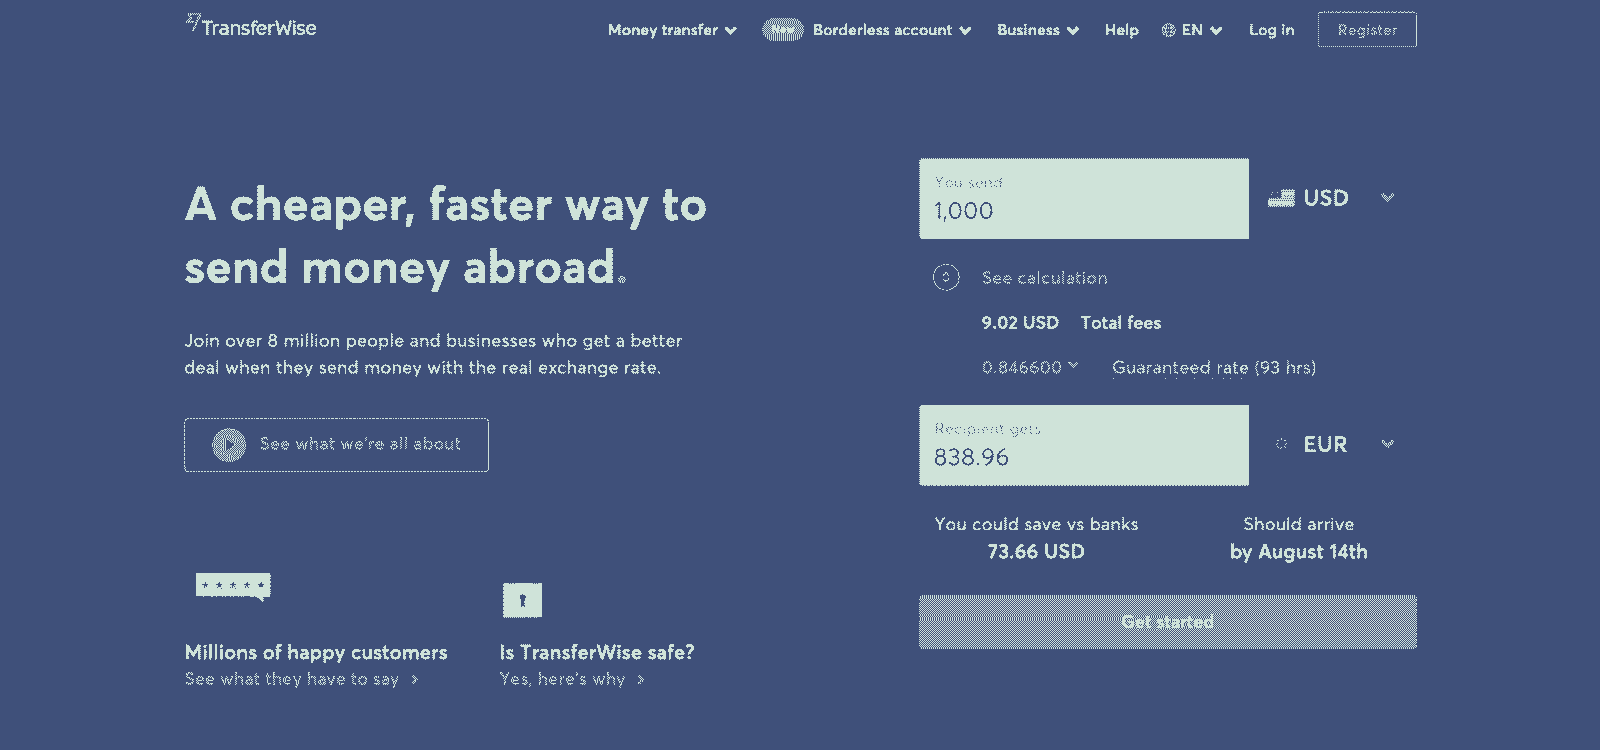 TransferWise
Money transfer
New
Borderless account
Business
Help
EN
Log in
Register
A cheaper, faster way to
send money abroad.
Join over 8 million people and businesses who get a better
deal when they send money with the real exchange rate.
See what we're all about
Millions of happy customers
See what they have to say
Is TransferWise safe?
Yes, here's why
You send
1,000
USD
See calculation
9.02 USD Total fees
0.846600 Guaranteed rate (93 hrs)
Recipient gets
838.96
EUR
You could save vs banks
73.66 USD
Should arrive
by August 14th
Get started